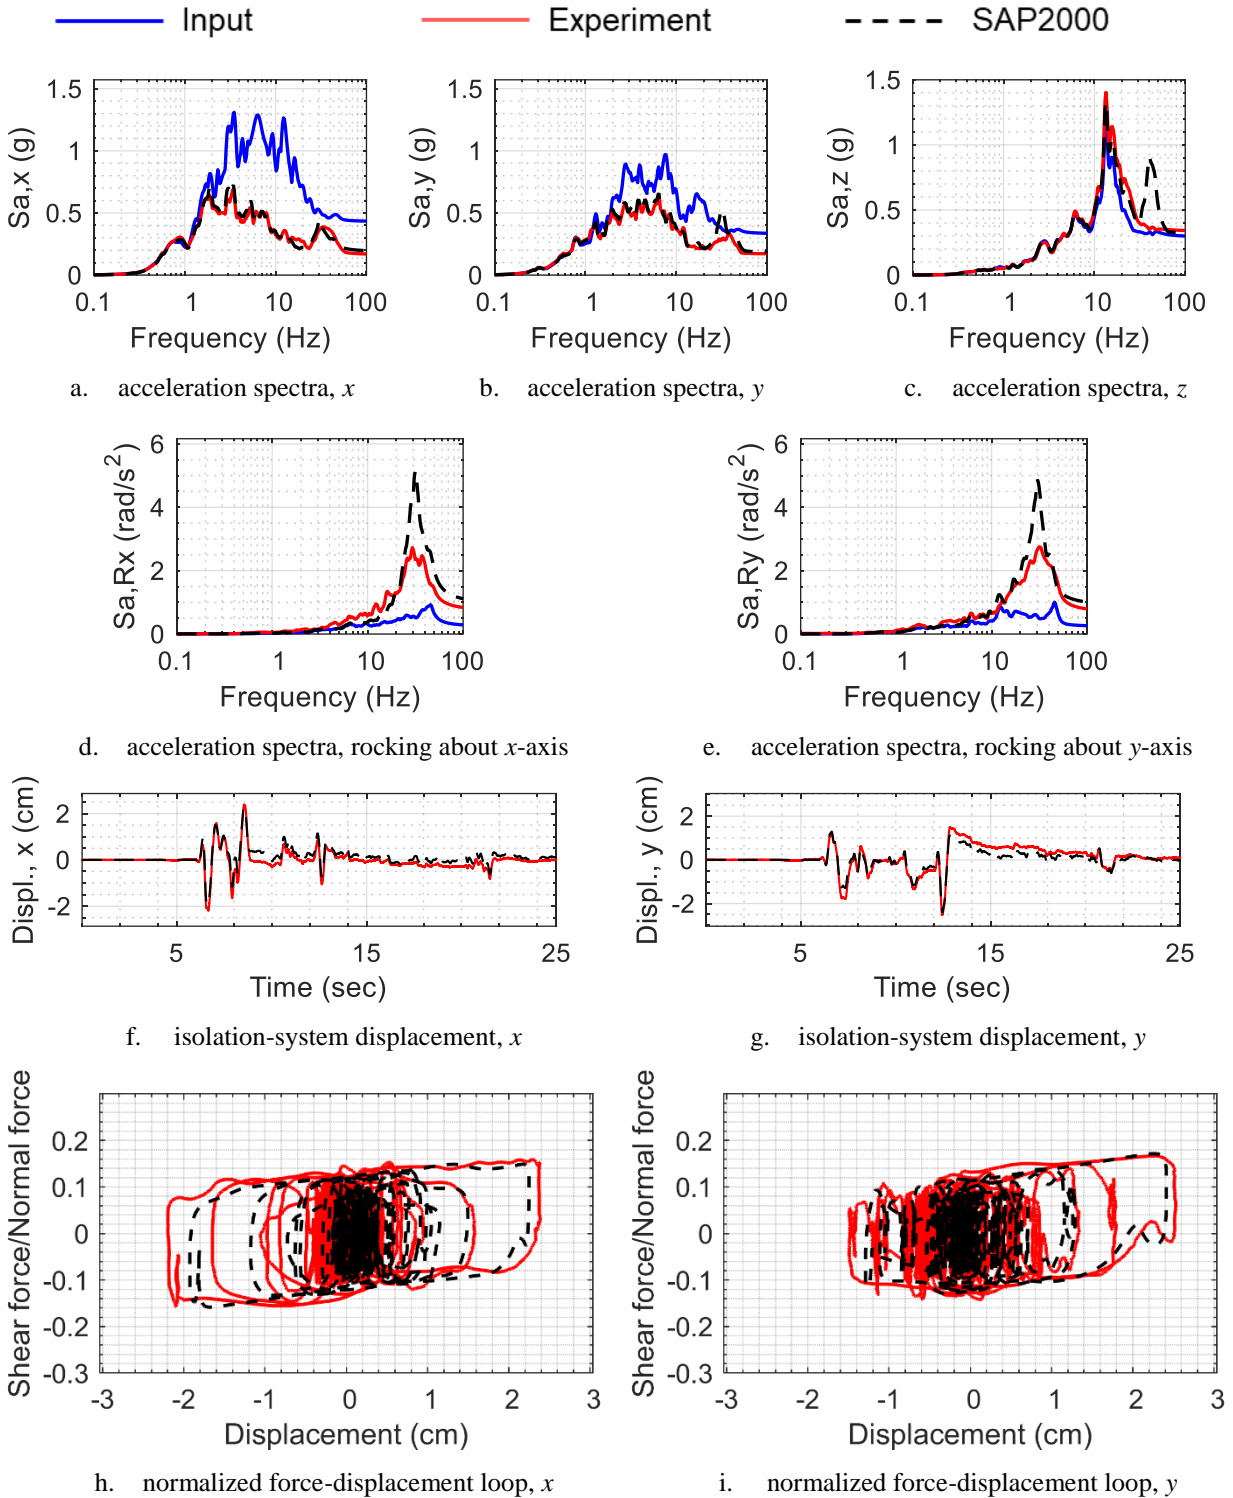 Input Experiment SAP2000
Sa,x (g)
1.5
1
0.5
0
0.1 1 10 100
Frequency (Hz)
Sa,y (g)
1.5
1
0.5
0
0.1 1 10 100
Frequency (Hz)
Sa,z (g)
1.5
1
0.5
0
0.1 1 10 100
Frequency (Hz)
a. acceleration spectra, x
b. acceleration spectra, y
c. acceleration spectra, z
Sa,Rx (rad/s²)
6
4
2
0
0.1 1 10 100
Frequency (Hz)
Sa,Ry (rad/s²)
6
4
2
0
0.1 1 10 100
Frequency (Hz)
d. acceleration spectra, rocking about x-axis
e. acceleration spectra, rocking about y-axis
Displ., x (cm)
2
0
-2
5 15 25
Time (sec)
Displ., y (cm)
2
0
-2
5 15 25
Time (sec)
f. isolation-system displacement, x
g. isolation-system displacement, y
Shear force/Normal force
0.2
0.1
0
-0.1
-0.2
-0.3
-3 -2 -1 0 1 2 3
Displacement (cm)
Shear force/Normal force
0.2
0.1
0
-0.1
-0.2
-0.3
-3 -2 -1 0 1 2 3
Displacement (cm)
h. normalized force-displacement loop, x
i. normalized force-displacement loop, y